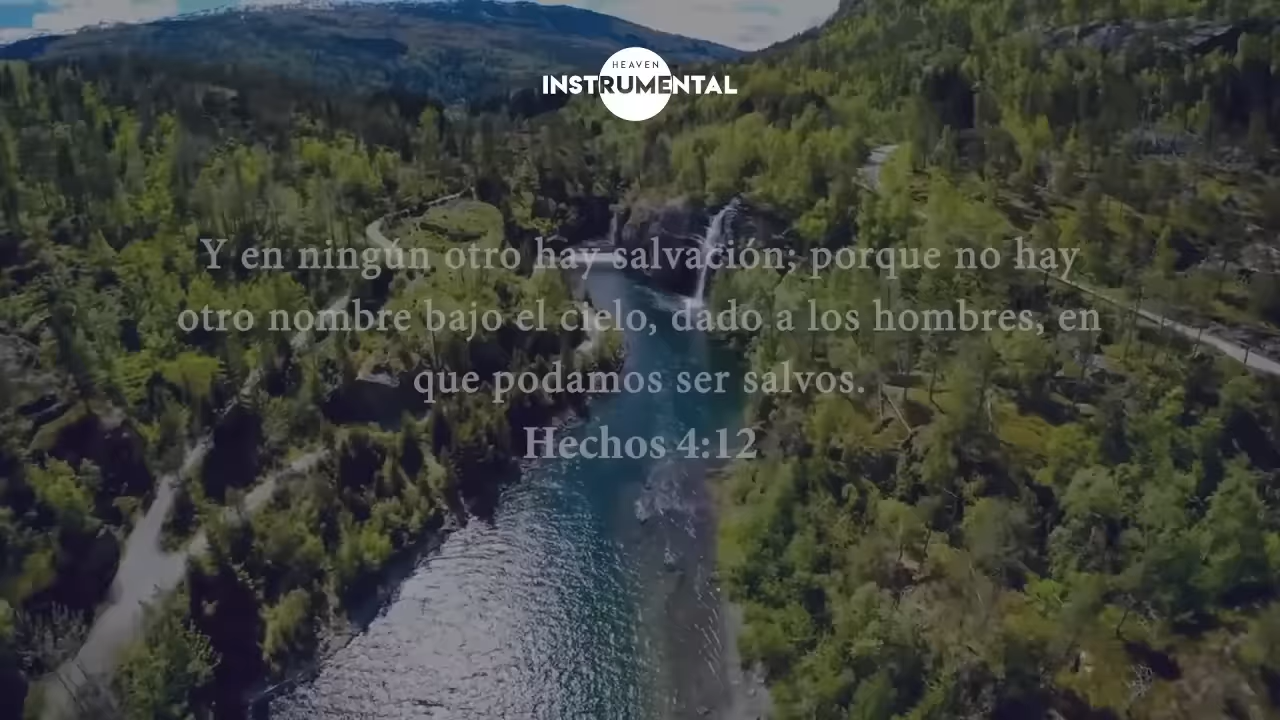 HEAVEN
INSTRUMENTAL
Y en ningún otro hay salvación; porque no hay
otro nombre bajo el cielo, dado a los hombres, en
que podamos ser salvos.
Hechos 4:12